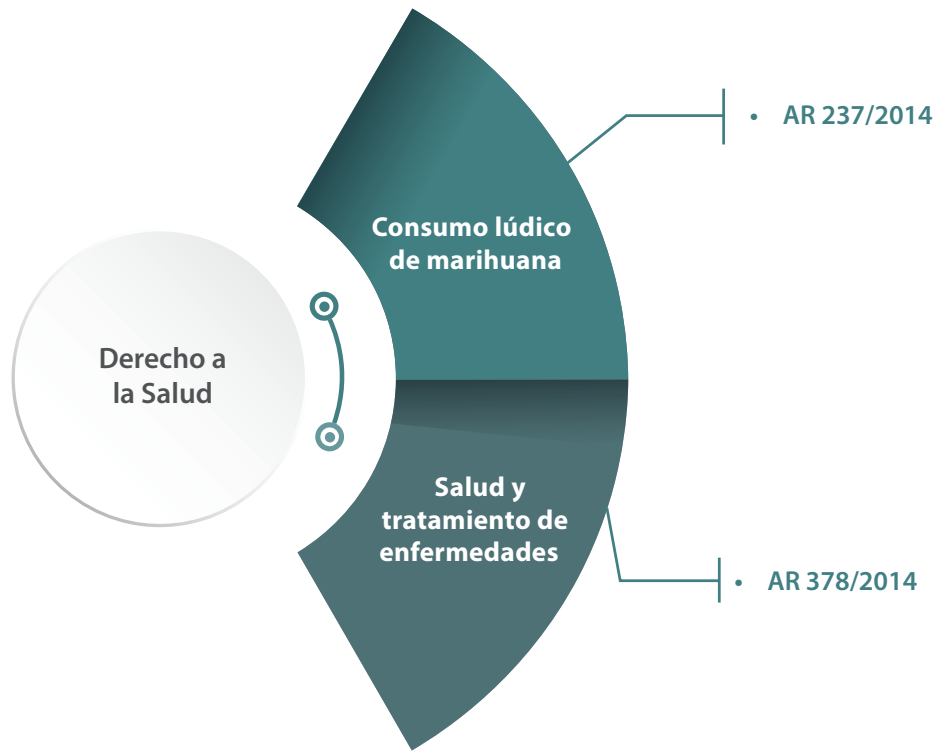 Derecho a
la Salud
Consumo lúdico
de marihuana
• AR 237/2014
Salud y
tratamiento de
enfermedades
• AR 378/2014